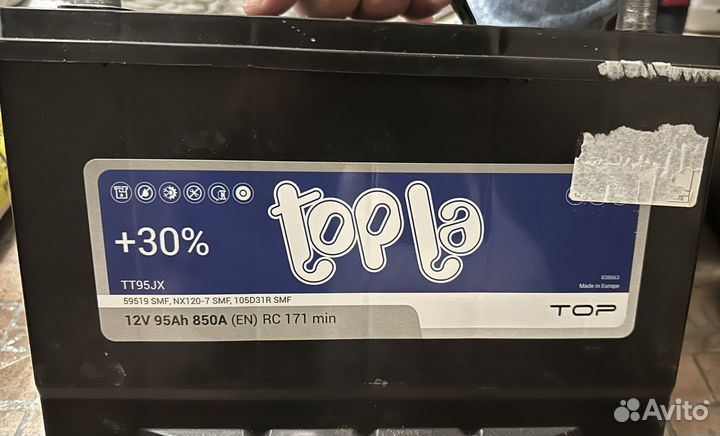 topla
+30%
TT95JX
838663
Made in Europe
59519 SMF, NX120-7 SMF, 105D31R SMF
12V 95Ah 850A (EN) RC 171 min
TOP
Avito